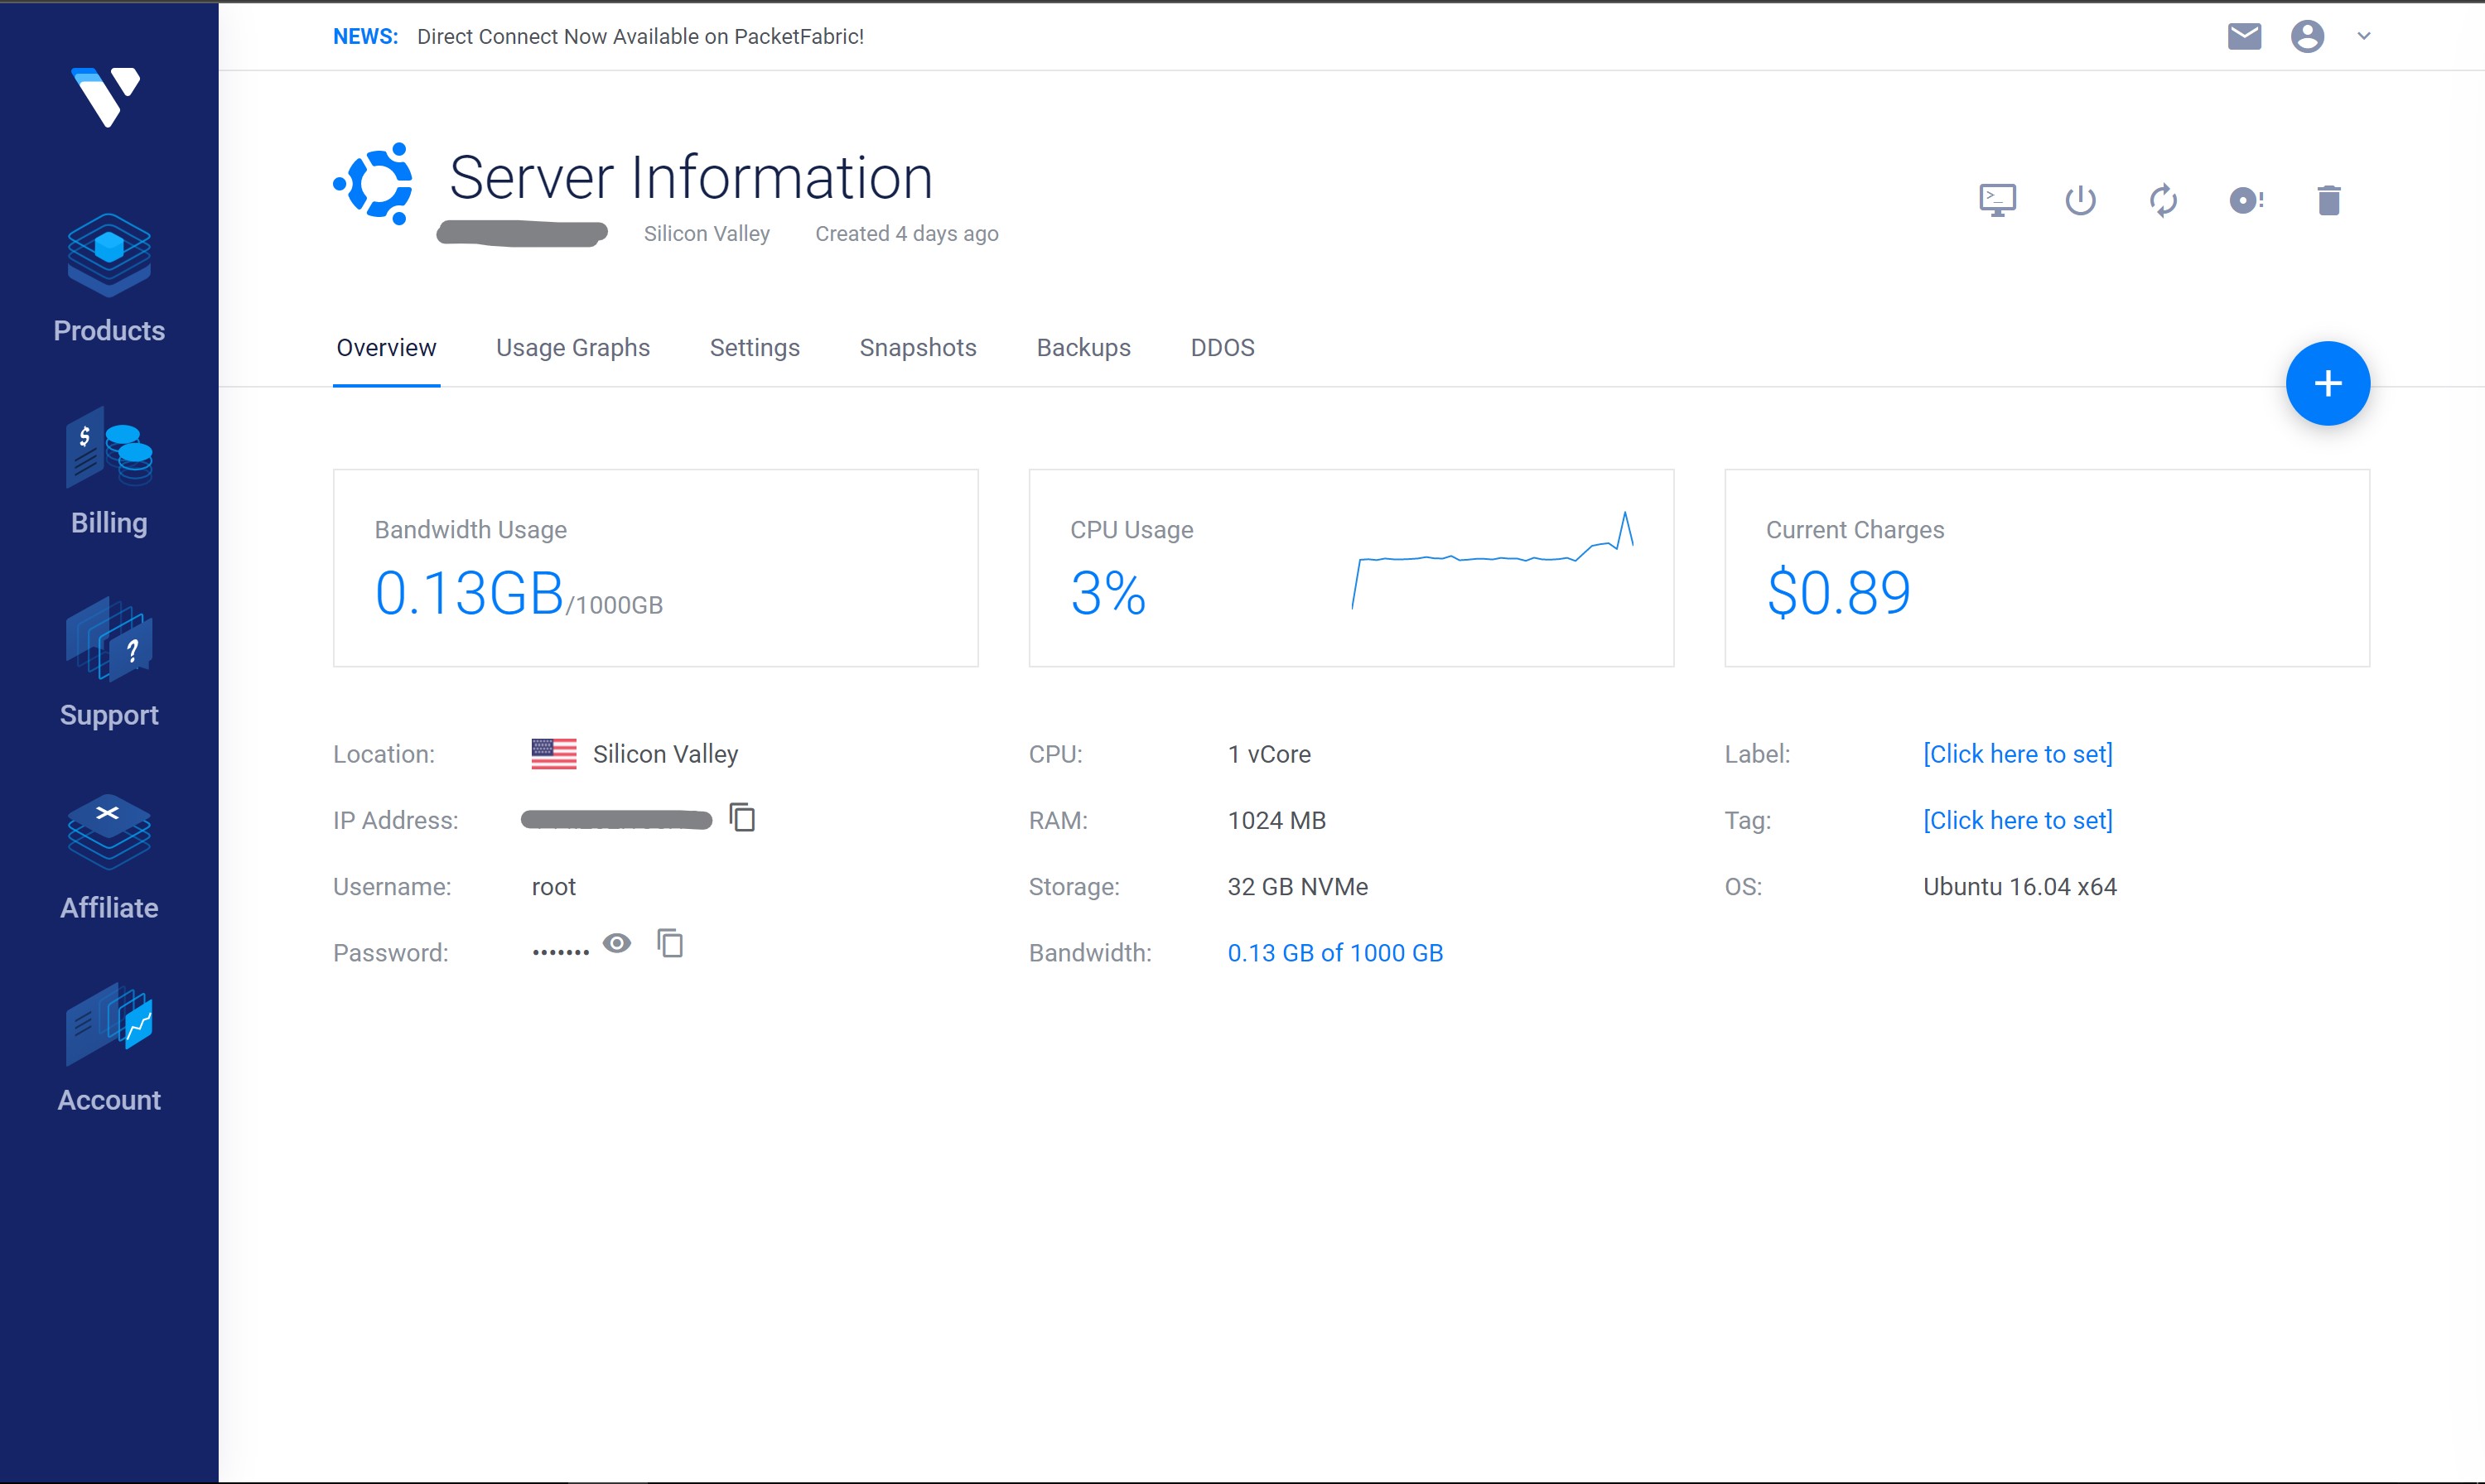 NEWS: Direct Connect Now Available on PacketFabric!
Server Information
Silicon Valley Created 4 days ago
Products
Billing
Support
Affiliate
Account
Overview Usage Graphs Settings Snapshots Backups DDOS
Bandwidth Usage
0.13GB/1000GB
CPU Usage
3%
Current Charges
$0.89
Location: Silicon Valley
IP Address:
Username: root
Password: •••••••
CPU: 1 vCore
RAM: 1024 MB
Storage: 32 GB NVMe
Bandwidth: 0.13 GB of 1000 GB
Label: [Click here to set]
Tag: [Click here to set]
OS: Ubuntu 16.04 x64